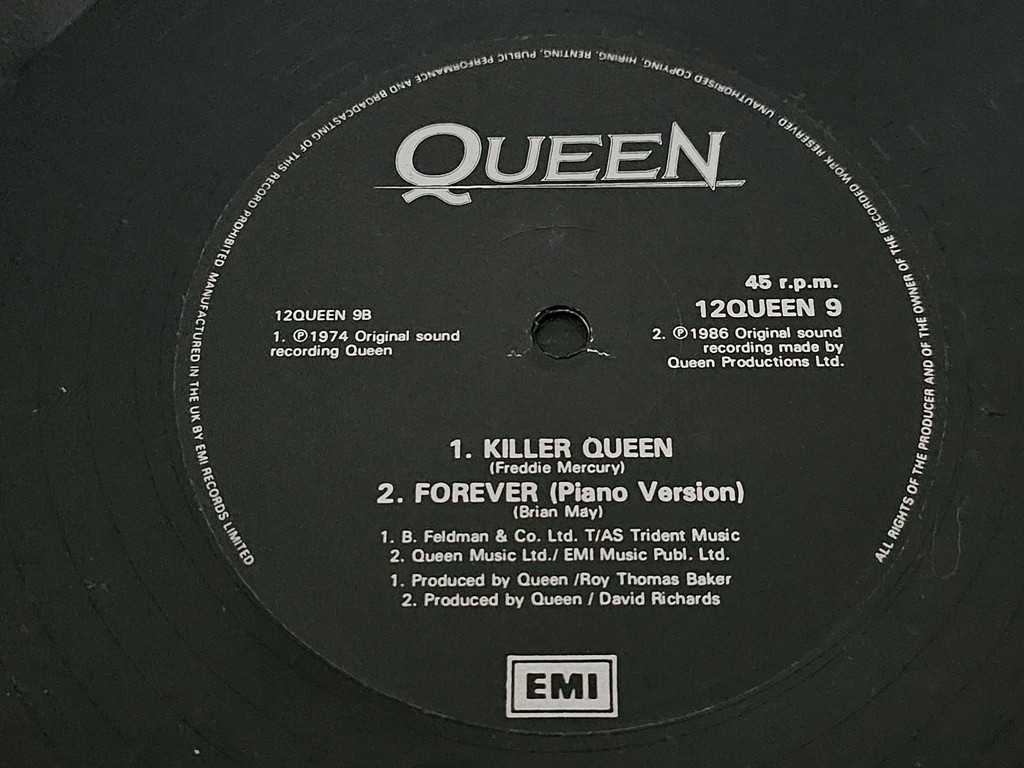 ALL RIGHTS OF THE PRODUCER AND OF THE OWNER OF THE RECORDED WORK RESERVED. UNAUTHORISED COPYING, HIRING, RENTING, PUBLIC PERFORMANCE AND BROADCASTING OF THIS RECORD PROHIBITED. MANUFACTURED IN THE UK BY EMI RECORDS LIMITED
QUEEN
45 r.p.m.
12QUEEN 9
12QUEEN 9B
1. ℗1974 Original sound
recording Queen
2. ℗1986 Original sound
recording made by
Queen Productions Ltd.
1. KILLER QUEEN
(Freddie Mercury)
2. FOREVER (Piano Version)
(Brian May)
1. B. Feldman & Co. Ltd. T/AS Trident Music
2. Queen Music Ltd./ EMI Music Publ. Ltd.
1. Produced by Queen /Roy Thomas Baker
2. Produced by Queen / David Richards
EMI